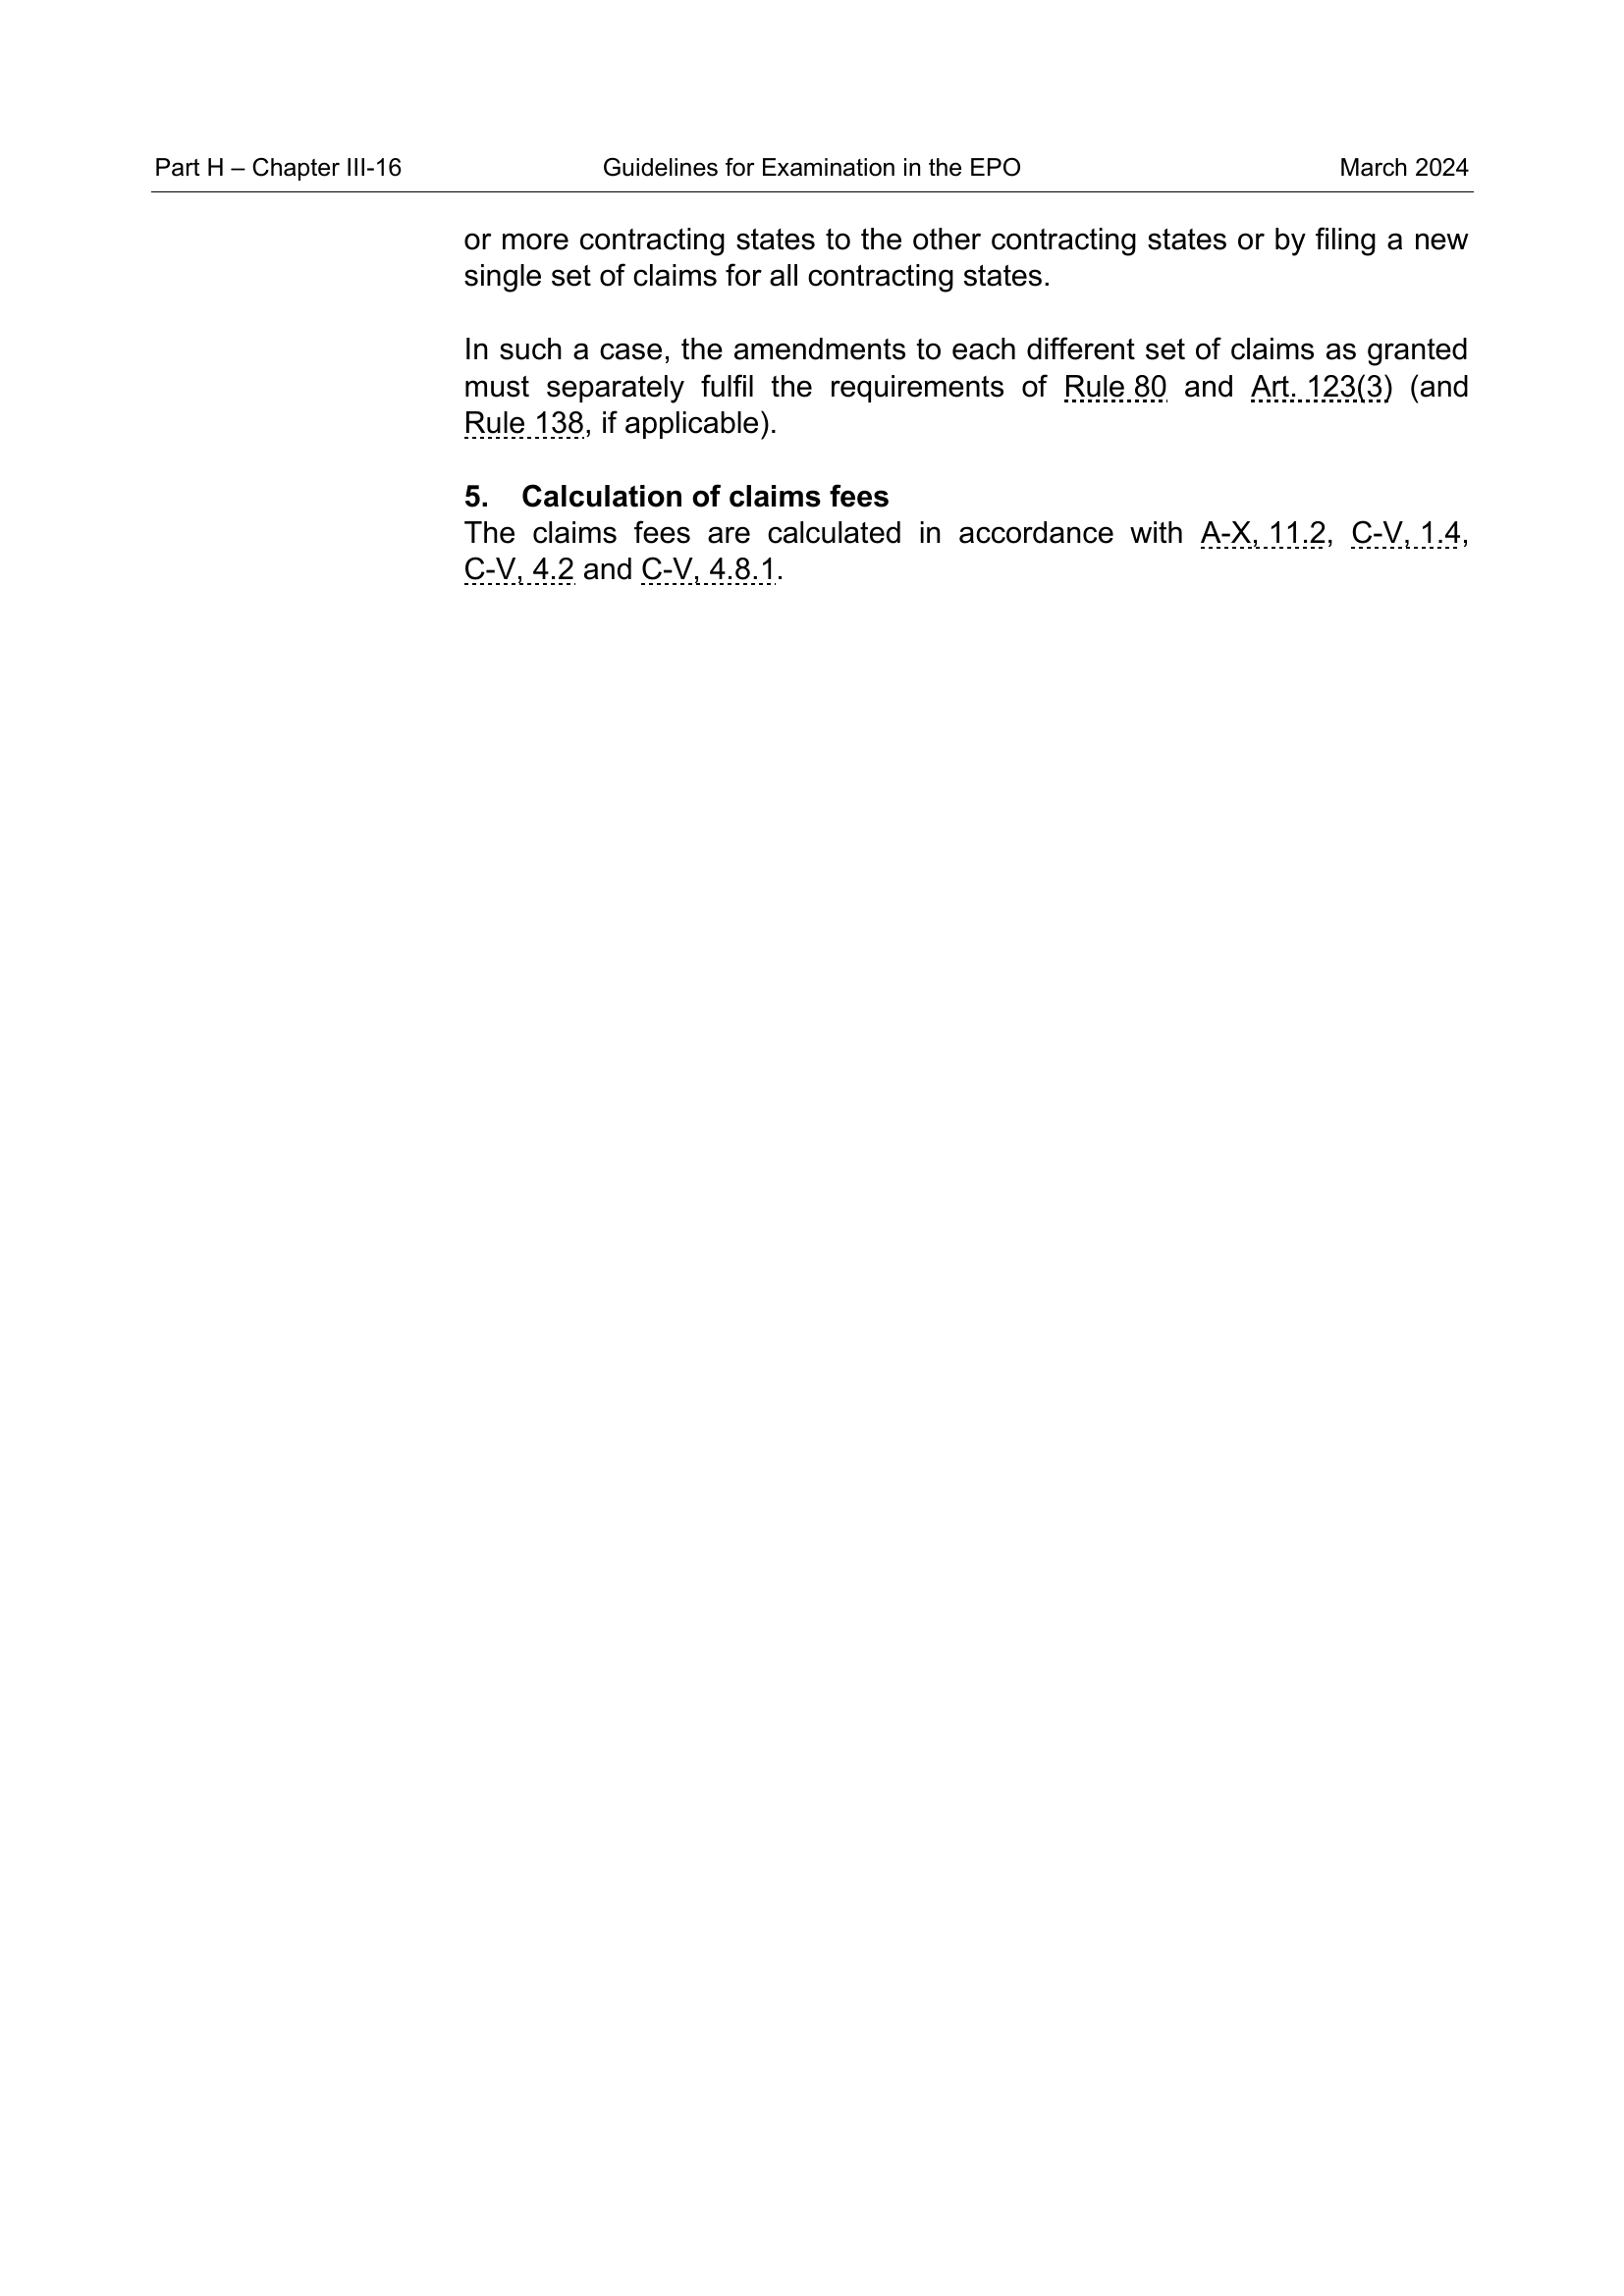 Part H – Chapter III-16 Guidelines for Examination in the EPO March 2024
or more contracting states to the other contracting states or by filing a new
single set of claims for all contracting states.
In such a case, the amendments to each different set of claims as granted
must separately fulfil the requirements of Rule 80 and Art. 123(3) (and
Rule 138, if applicable).
5. Calculation of claims fees
The claims fees are calculated in accordance with A-X, 11.2, C-V, 1.4,
C-V, 4.2 and C-V, 4.8.1.